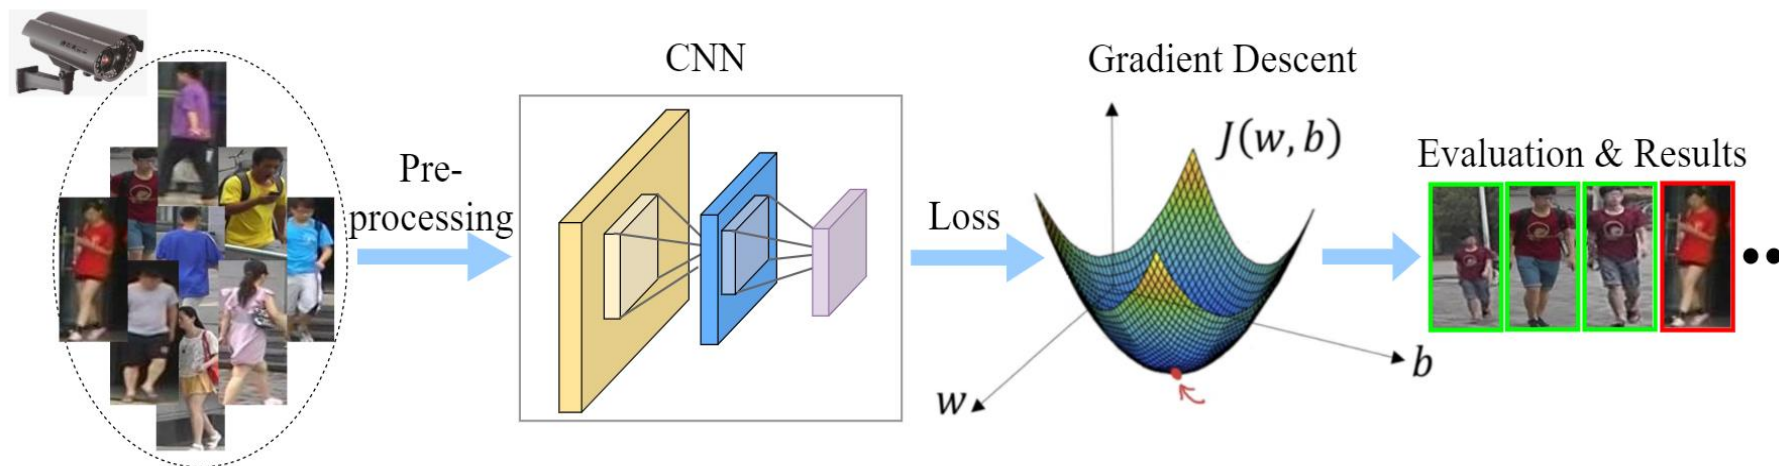 CNN
Gradient Descent
Pre-
processing
Loss
J(w, b)
w
b
Evaluation & Results